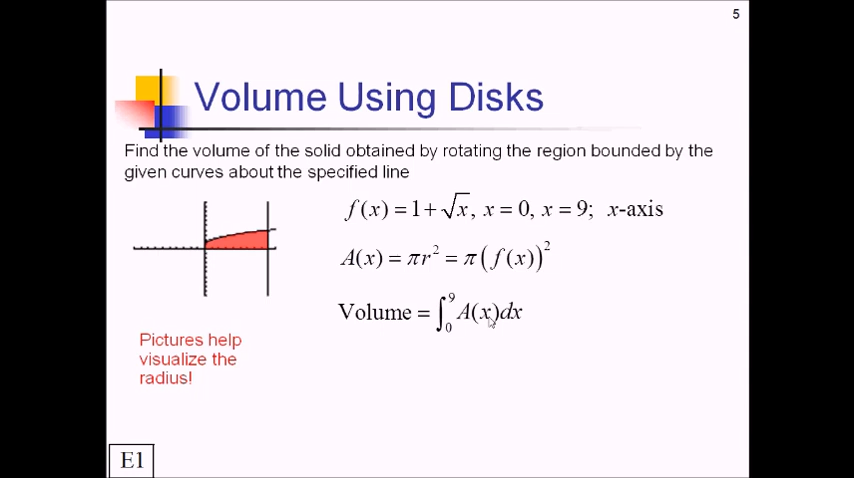 5
Volume Using Disks
Find the volume of the solid obtained by rotating the region bounded by the
given curves about the specified line
f(x) = 1 + √x, x = 0, x = 9; x-axis
A(x) = πr² = π(f(x))²
Volume = ∫₀⁹ A(x)dx
Pictures help
visualize the
radius!
E1